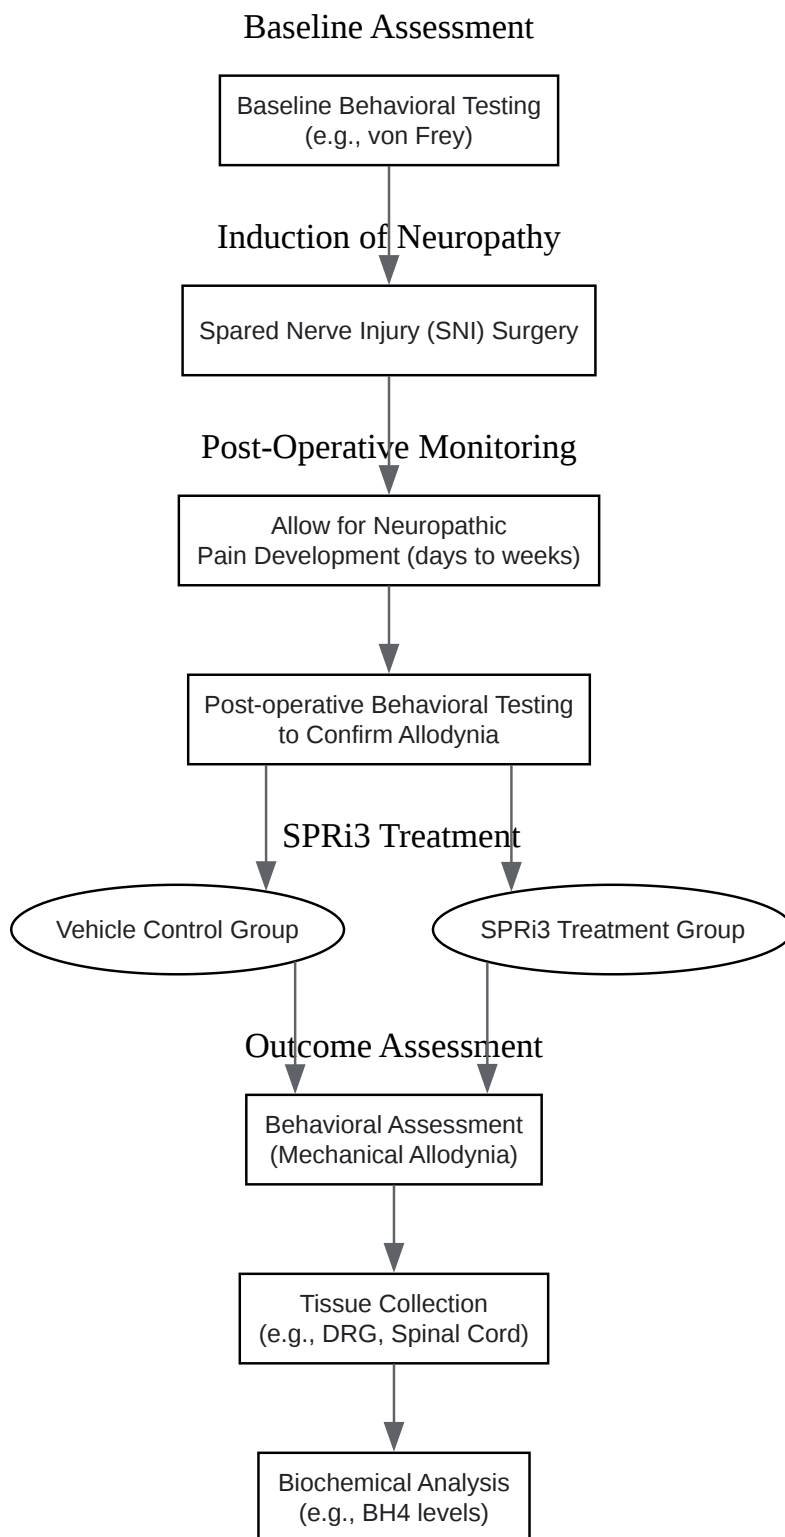 Baseline Assessment
Baseline Behavioral Testing
(e.g., von Frey)
Induction of Neuropathy
Spared Nerve Injury (SNI) Surgery
Post-Operative Monitoring
Allow for Neuropathic
Pain Development (days to weeks)
Post-operative Behavioral Testing
to Confirm Allodynia
SPRi3 Treatment
Vehicle Control Group
SPRi3 Treatment Group
Outcome Assessment
Behavioral Assessment
(Mechanical Allodynia)
Tissue Collection
(e.g., DRG, Spinal Cord)
Biochemical Analysis
(e.g., BH4 levels)